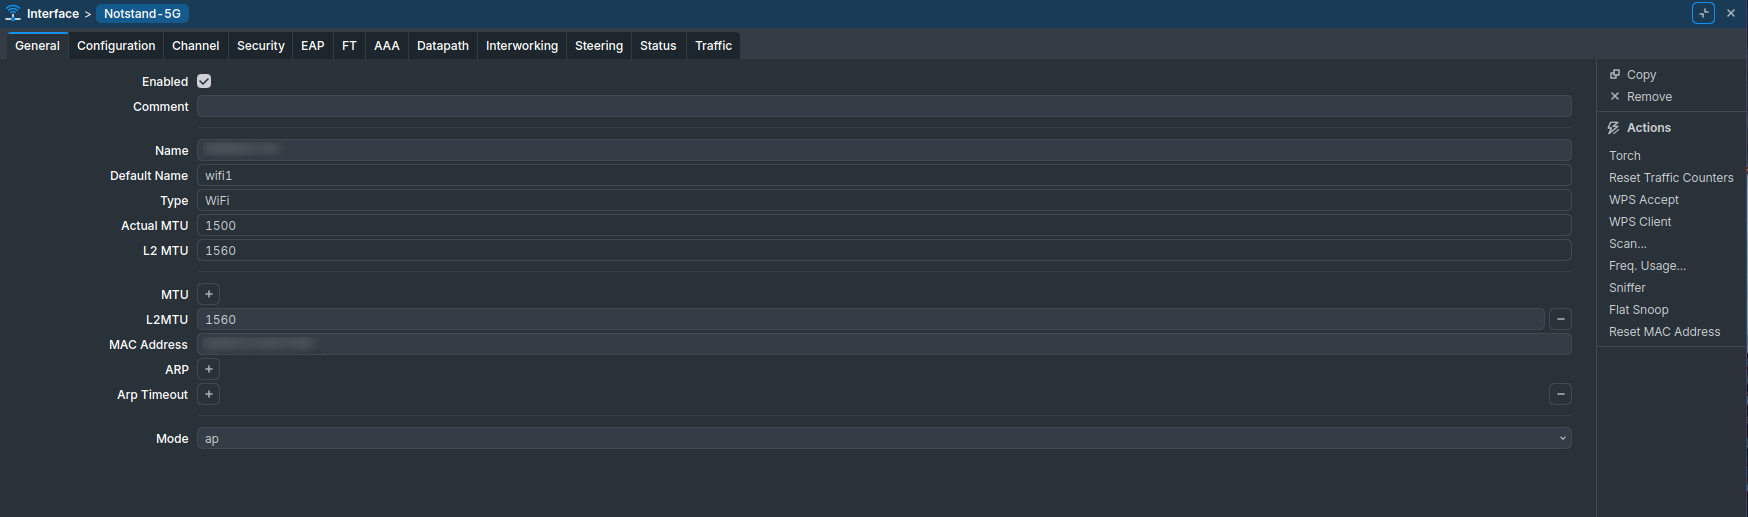 Interface > Notstand-5G
General Configuration Channel Security EAP FT AAA Datapath Interworking Steering Status Traffic
Enabled
Comment
Name
Default Name wifi1
Type WiFi
Actual MTU 1500
L2 MTU 1560
MTU +
L2MTU 1560 −
MAC Address
ARP +
Arp Timeout + −
Mode ap
Copy
Remove
Actions
Torch
Reset Traffic Counters
WPS Accept
WPS Client
Scan...
Freq. Usage...
Sniffer
Flat Snoop
Reset MAC Address